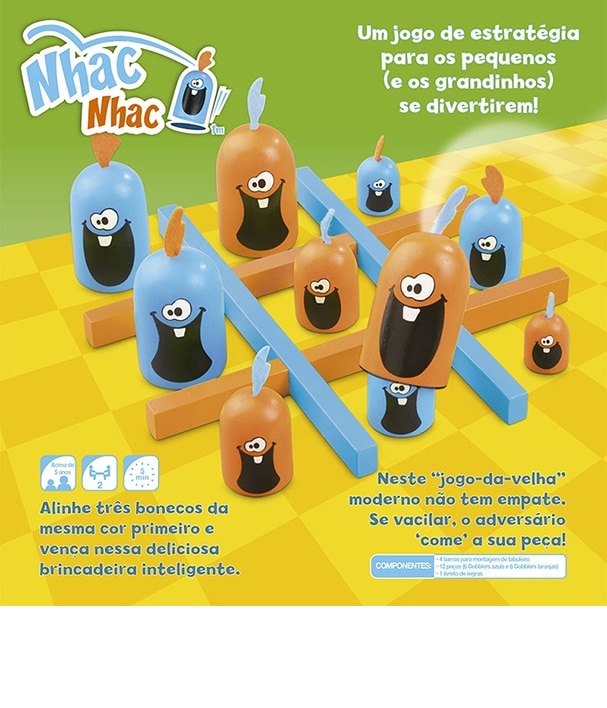 Nhac
Nhac
tm
Um jogo de estratégia
para os pequenos
(e os grandinhos)
se divertirem!
Acima de
5 anos
2
5
min
Alinhe três bonecos da
mesma cor primeiro e
vença nessa deliciosa
brincadeira inteligente.
Neste “jogo-da-velha”
moderno não tem empate.
Se vacilar, o adversário
‘come’ a sua peça!
COMPONENTES:
- 4 barras para montagem de tabuleiro
- 12 peças (6 Gobblers azuis e 6 Gobblers laranjas)
- 1 livreto de regras